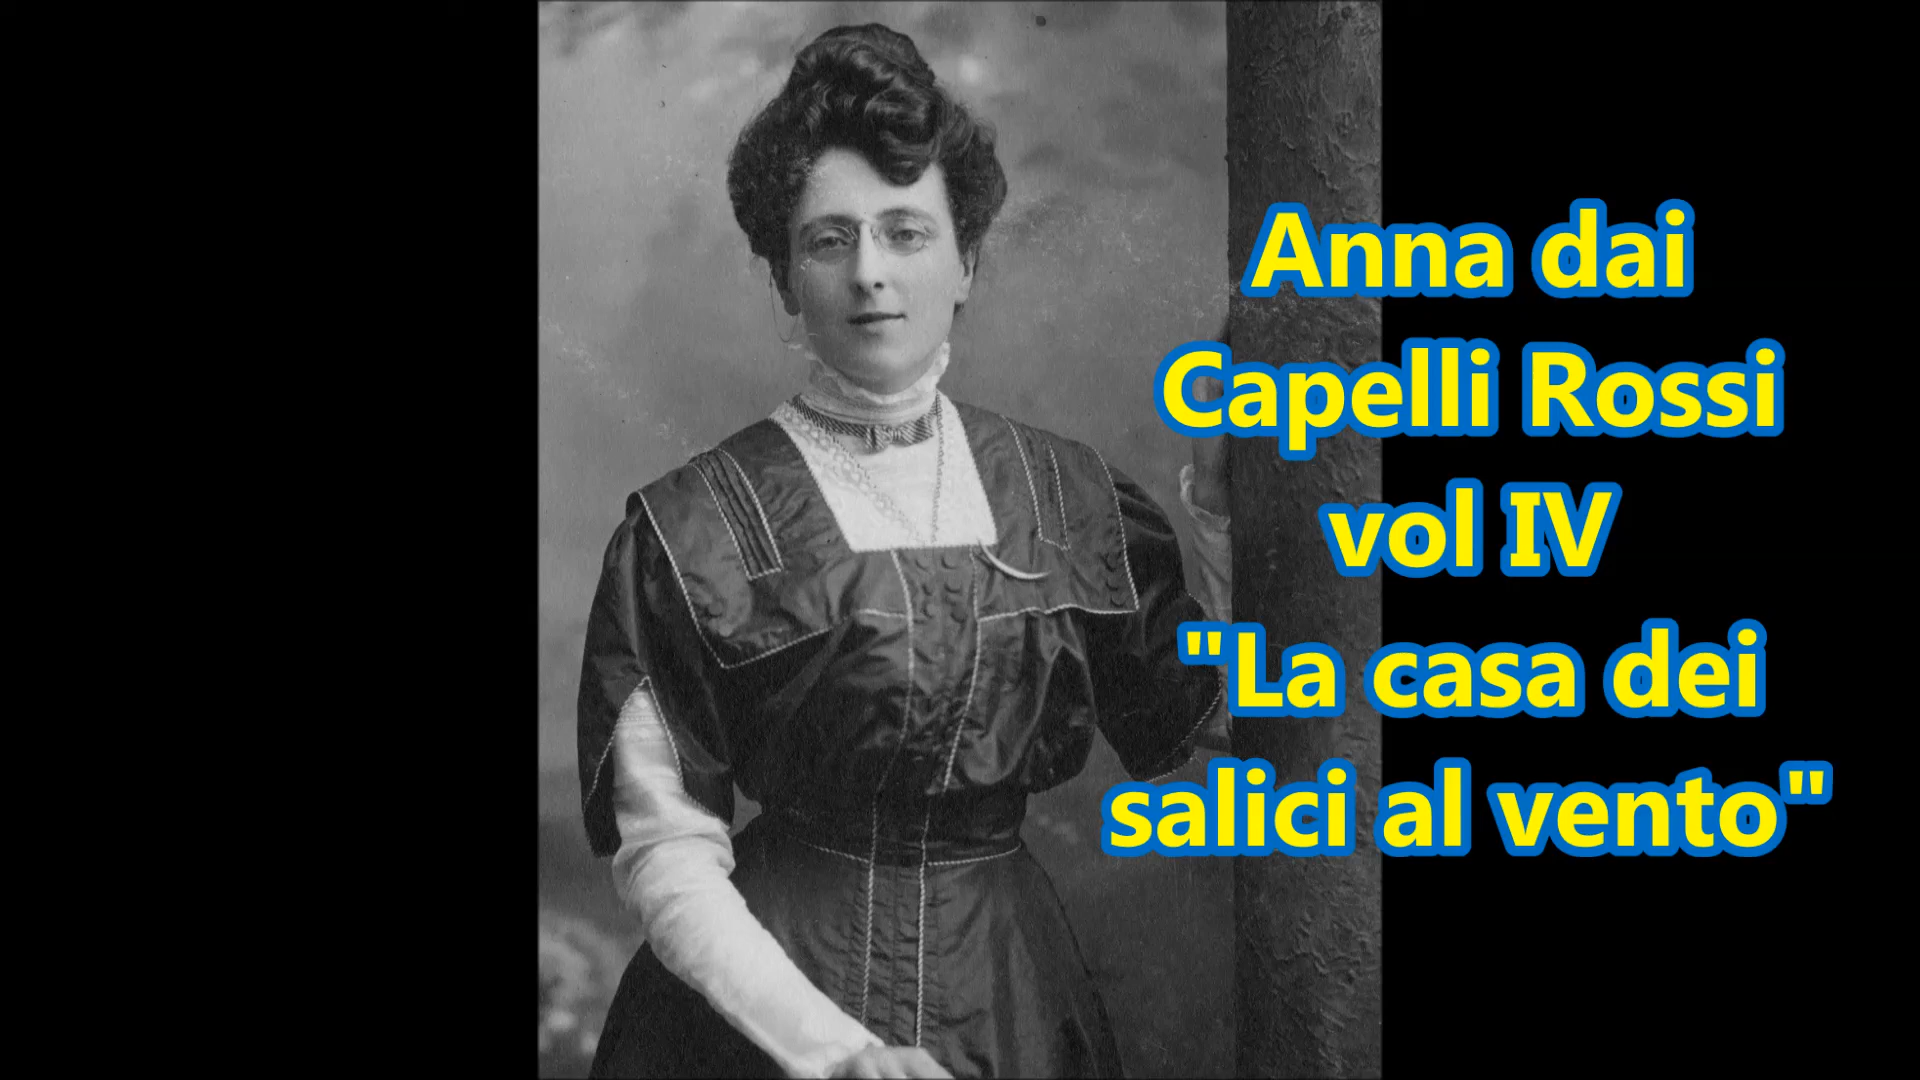 Anna dai
Capelli Rossi
vol IV
"La casa dei
salici al vento"